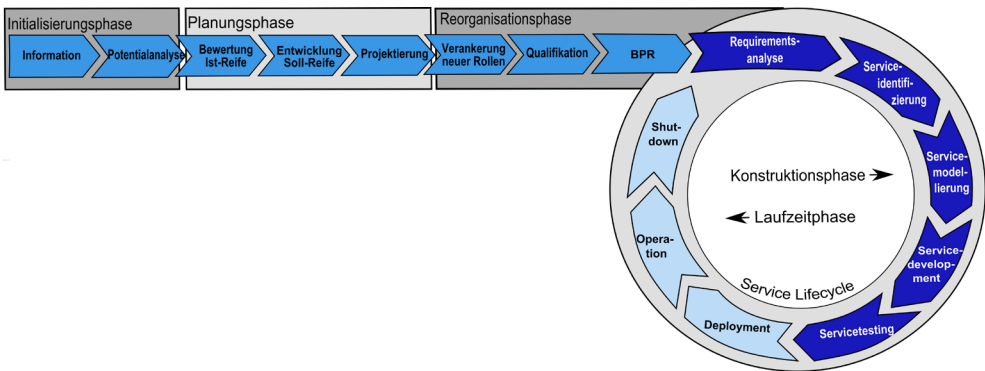 Initialisierungsphase
Planungsphase
Reorganisationsphase
Information
Potentialanalyse
Bewertung
Ist-Reife
Entwicklung
Soll-Reife
Projektierung
Verankerung
neuer Rollen
Qualifikation
BPR
Requirements-
analyse
Service-
identifi-
zierung
Service-
model-
lierung
Service-
develop-
ment
Servicetesting
Deployment
Opera-
tion
Shut-
down
Konstruktionsphase
Laufzeitphase
Service Lifecycle